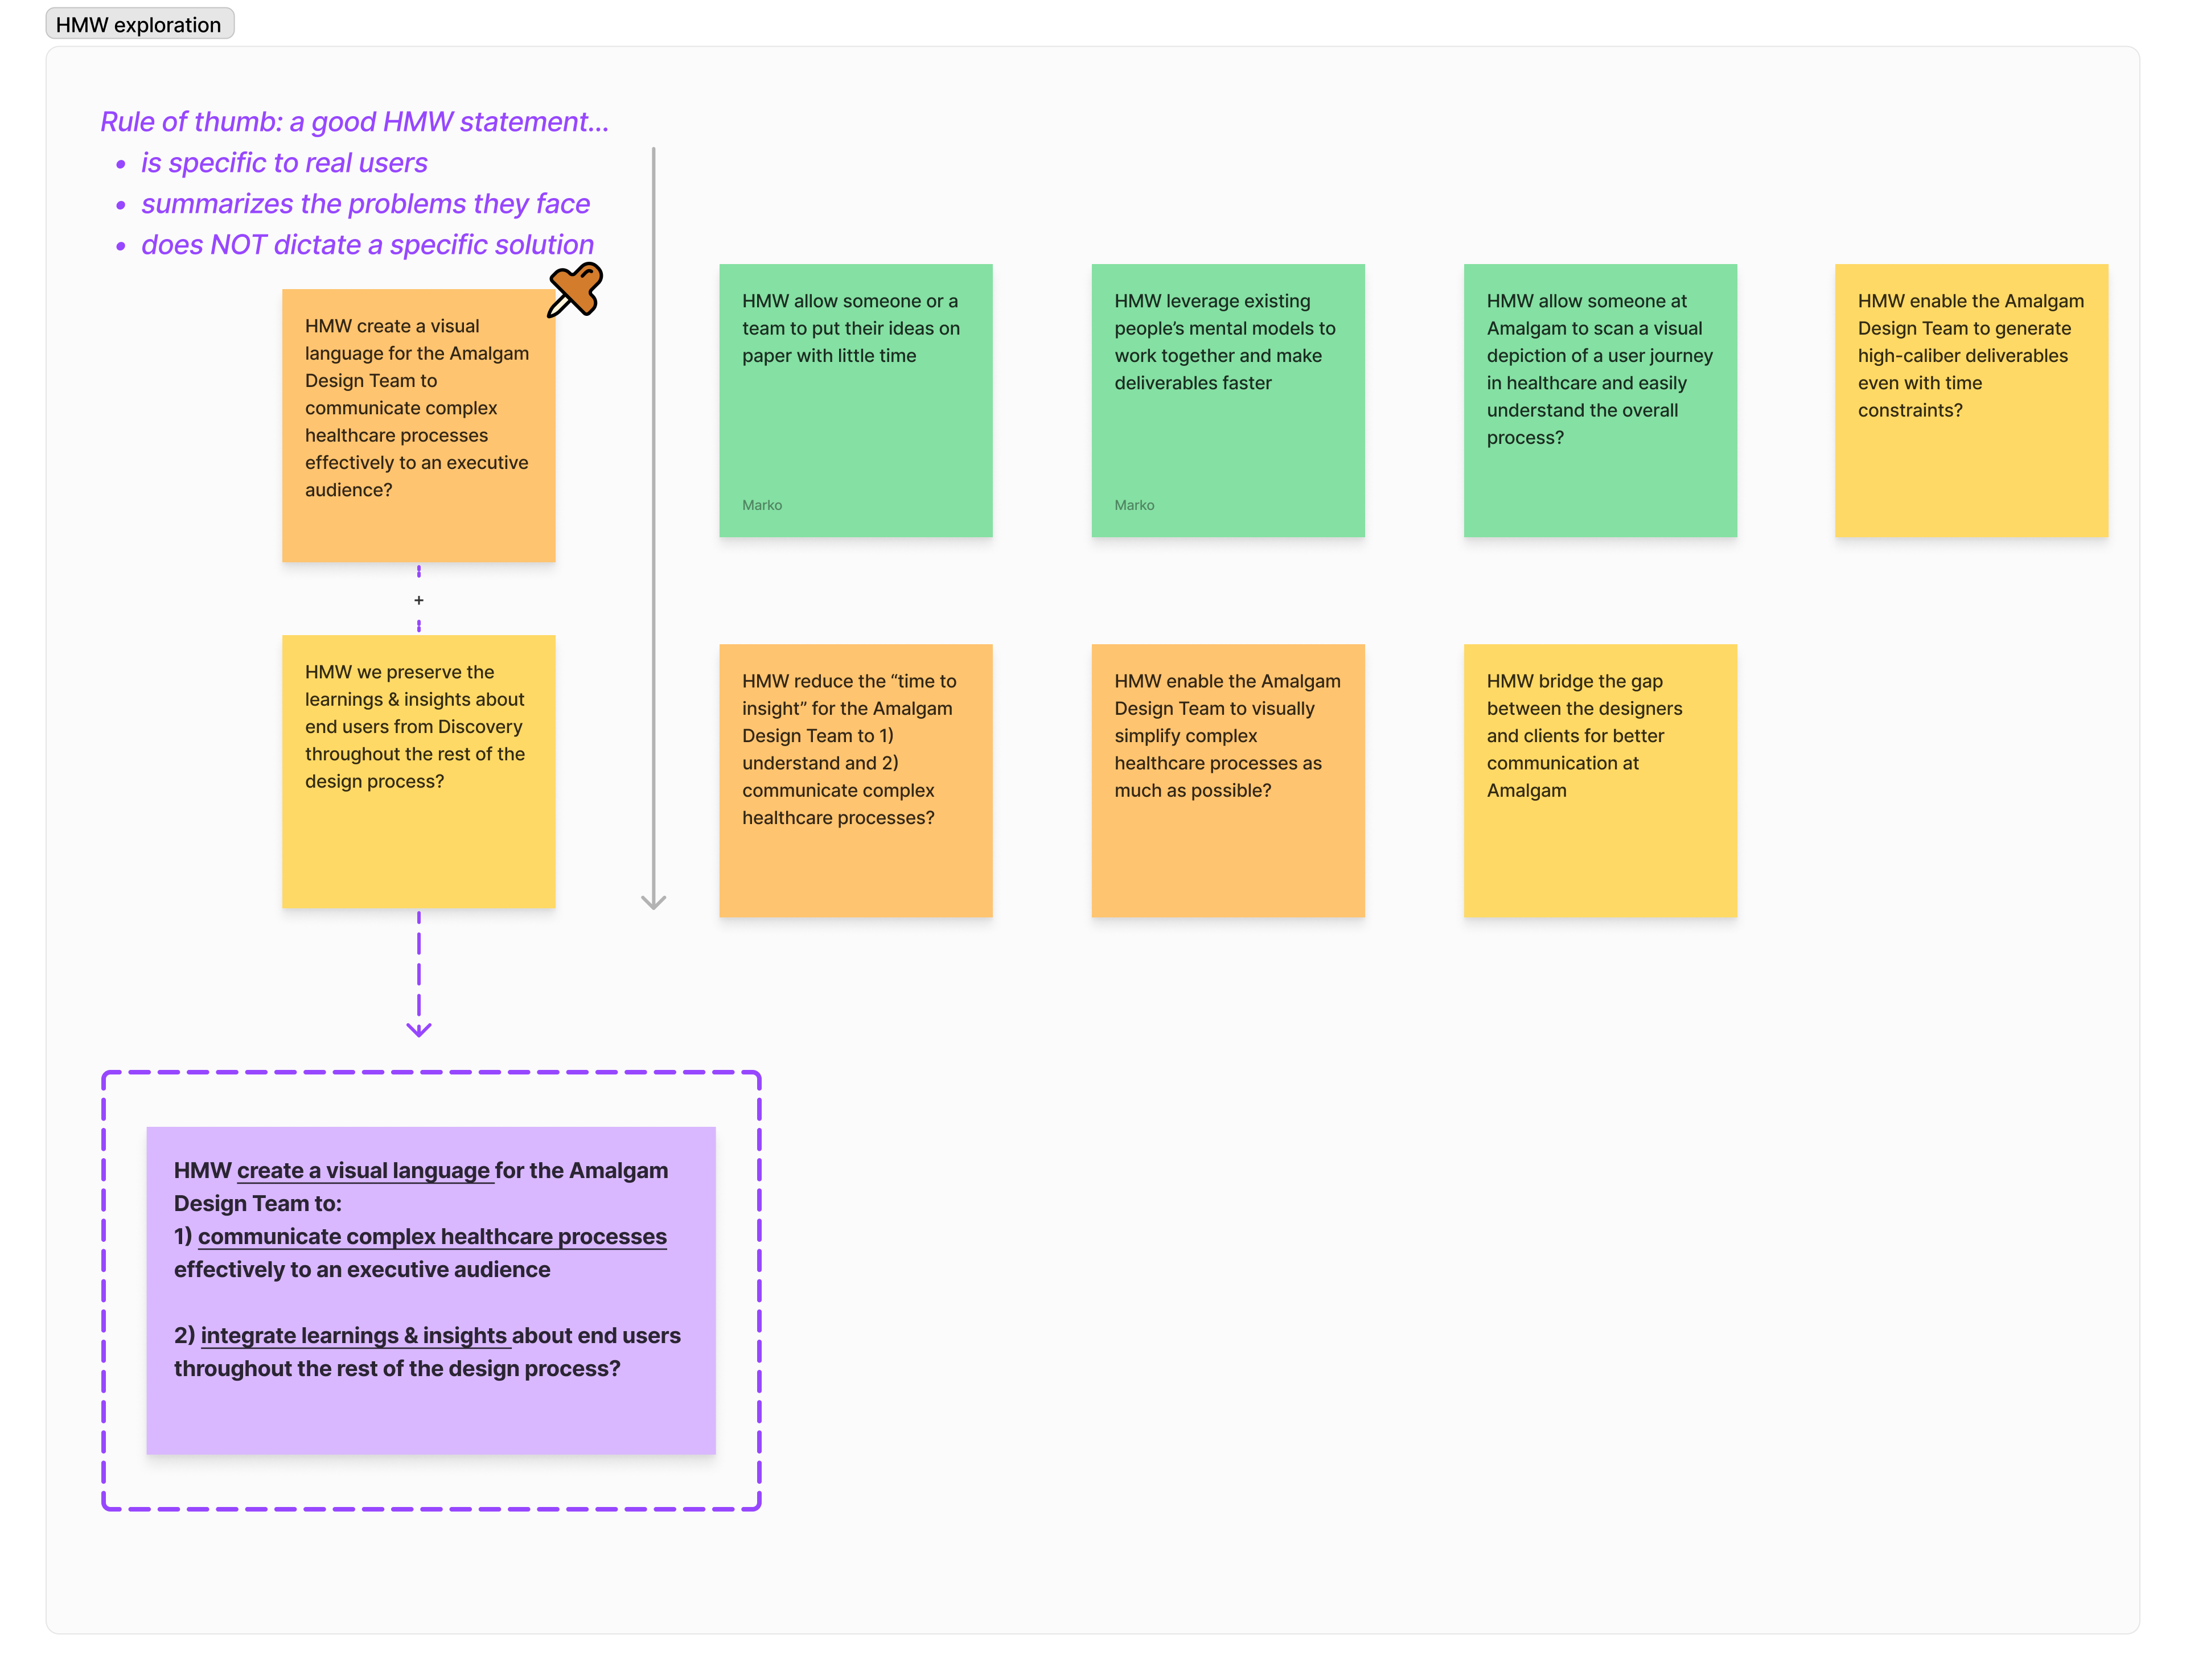 HMW exploration
Rule of thumb: a good HMW statement...
• is specific to real users
• summarizes the problems they face
• does NOT dictate a specific solution
HMW create a visual
language for the Amalgam
Design Team to
communicate complex
healthcare processes
effectively to an executive
audience?
+
HMW we preserve the
learnings & insights about
end users from Discovery
throughout the rest of the
design process?
HMW allow someone or a
team to put their ideas on
paper with little time
Marko
HMW leverage existing
people’s mental models to
work together and make
deliverables faster
Marko
HMW allow someone at
Amalgam to scan a visual
depiction of a user journey
in healthcare and easily
understand the overall
process?
HMW enable the Amalgam
Design Team to generate
high-caliber deliverables
even with time
constraints?
HMW reduce the “time to
insight” for the Amalgam
Design Team to 1)
understand and 2)
communicate complex
healthcare processes?
HMW enable the Amalgam
Design Team to visually
simplify complex
healthcare processes as
much as possible?
HMW bridge the gap
between the designers
and clients for better
communication at
Amalgam
HMW create a visual language for the Amalgam
Design Team to:
1) communicate complex healthcare processes
effectively to an executive audience
2) integrate learnings & insights about end users
throughout the rest of the design process?